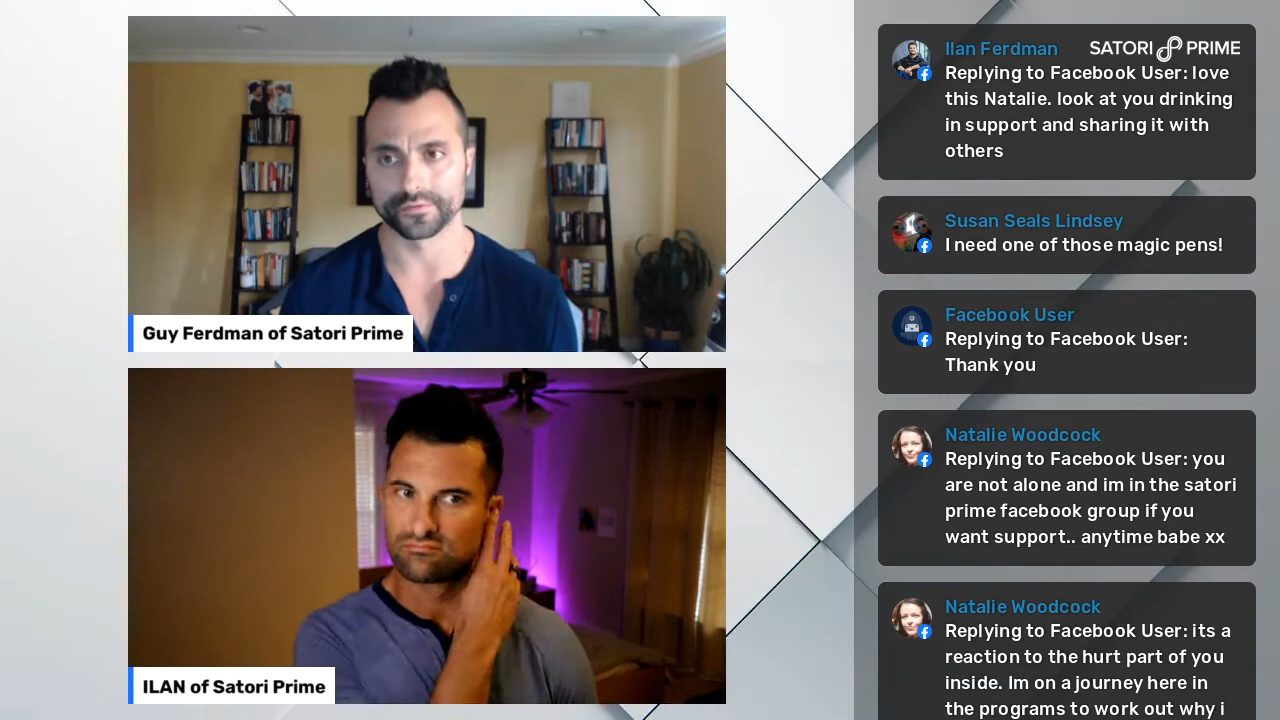 Guy Ferdman of Satori Prime
ILAN of Satori Prime
SATORI PRIME
Ilan Ferdman
Replying to Facebook User: love
this Natalie. look at you drinking
in support and sharing it with
others
Susan Seals Lindsey
I need one of those magic pens!
Facebook User
Replying to Facebook User:
Thank you
Natalie Woodcock
Replying to Facebook User: you
are not alone and im in the satori
prime facebook group if you
want support.. anytime babe xx
Natalie Woodcock
Replying to Facebook User: its a
reaction to the hurt part of you
inside. Im on a journey here in
the programs to work out why i